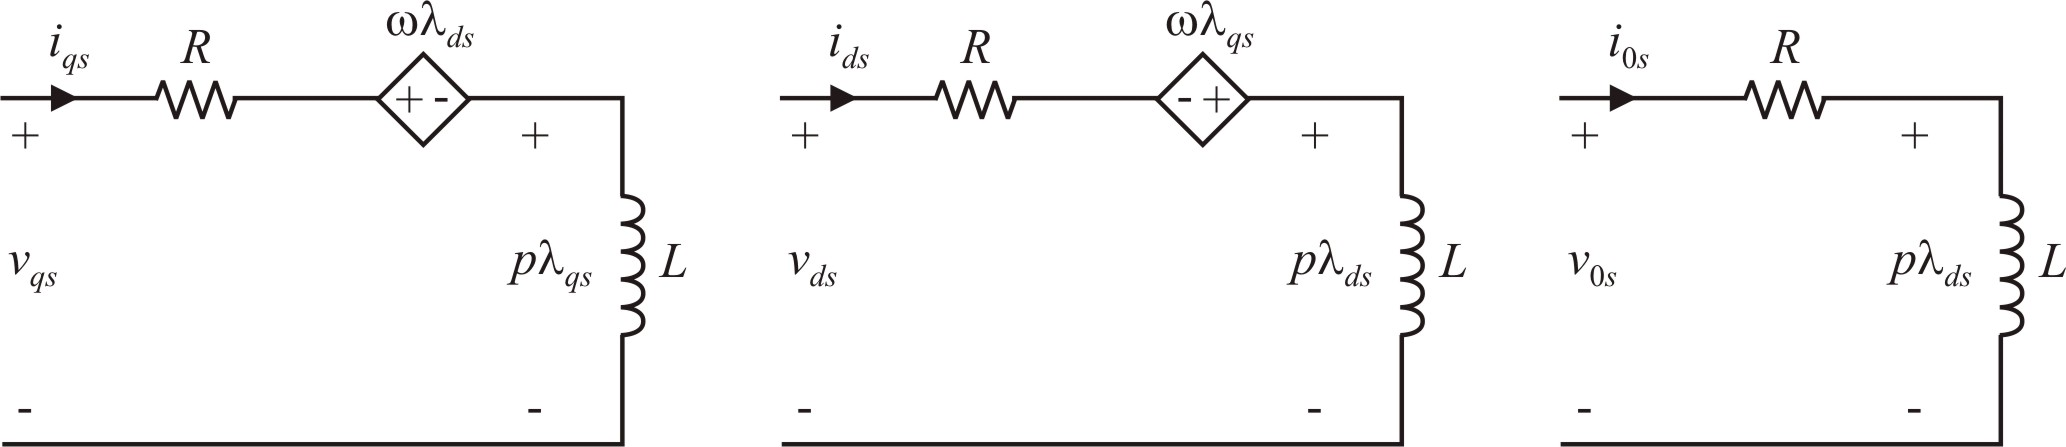 i_qs R ωλ_ds
+ -
+ +
v_qs pλ_qs L
- -
i_ds R ωλ_qs
- +
+ +
v_ds pλ_ds L
- -
i_0s R
+ +
v_0s pλ_ds L
- -